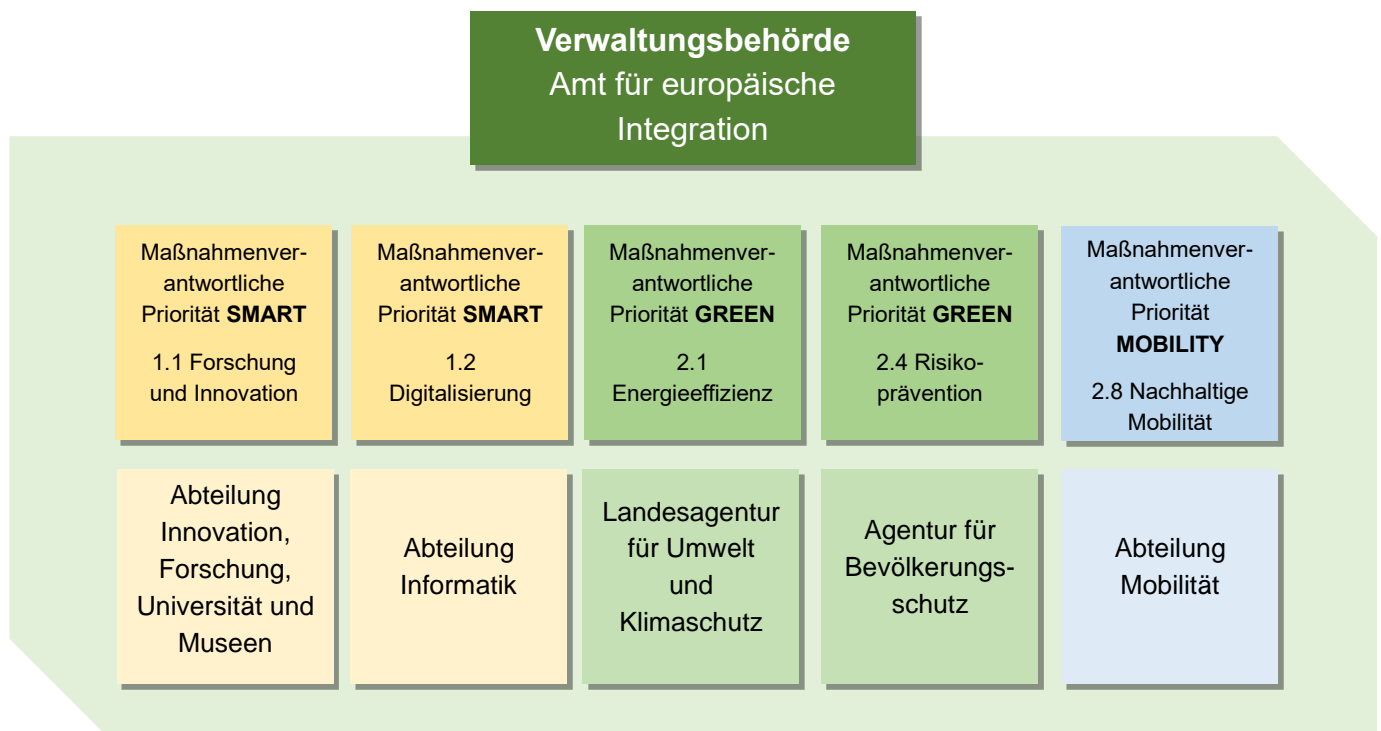 Verwaltungsbehörde
Amt für europäische
Integration
Maßnahmenver-
antwortliche
Priorität SMART
1.1 Forschung
und Innovation
Maßnahmenver-
antwortliche
Priorität SMART
1.2
Digitalisierung
Maßnahmenver-
antwortliche
Priorität GREEN
2.1
Energieeffizienz
Maßnahmenver-
antwortliche
Priorität GREEN
2.4 Risiko-
prävention
Maßnahmenver-
antwortliche
Priorität
MOBILITY
2.8 Nachhaltige
Mobilität
Abteilung
Innovation,
Forschung,
Universität und
Museen
Abteilung
Informatik
Landesagentur
für Umwelt
und
Klimaschutz
Agentur für
Bevölkerungs-
schutz
Abteilung
Mobilität